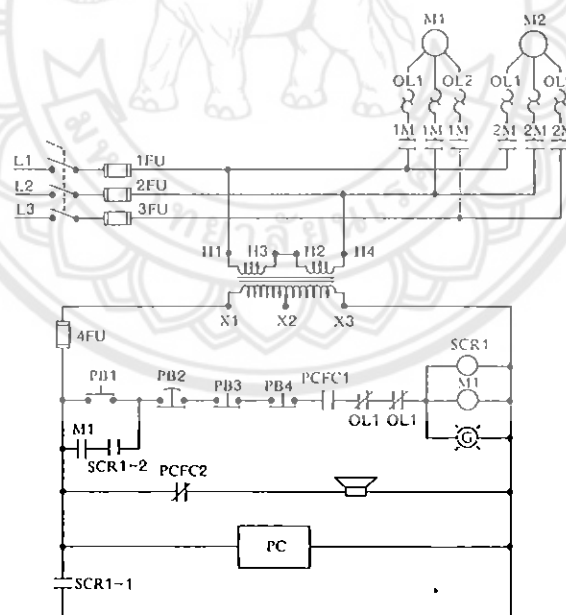 M1 M2
OL1 OL2 OL1
1M 1M 1M 2M 2M 2M
L1 1FU
L2 2FU
L3 3FU
H1 H3 H2 H4
X1 X2 X3
4FU
SCR1
PB1 PB2 PB3 PB4 PCFC1 M1
OL1 OL1
M1 G
SCR1-2
PCFC2
PC
SCR1-1